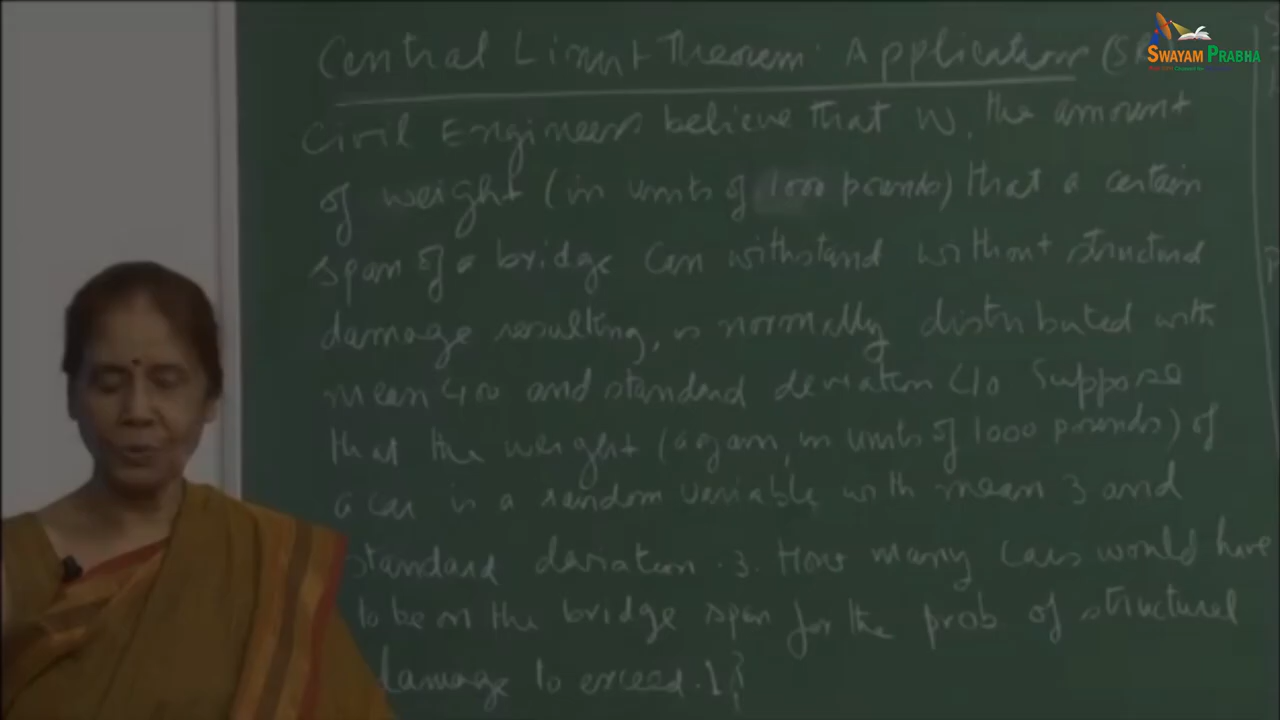 Central Limit Theorem: Applications (S
SWAYAM PRABHA
Civil Engineers believe that W, the amount
of weight (in units of 1000 pounds) that a certain
span of a bridge can withstand without structural
damage resulting, is normally distributed with
mean 400 and standard deviation 40 Suppose
that the weight (again, in units of 1000 pounds) of
a car is a random variable with mean 3 and
standard deviation .3. How many cars would have
to be on the bridge span for the prob of structural
damage to exceed .1?